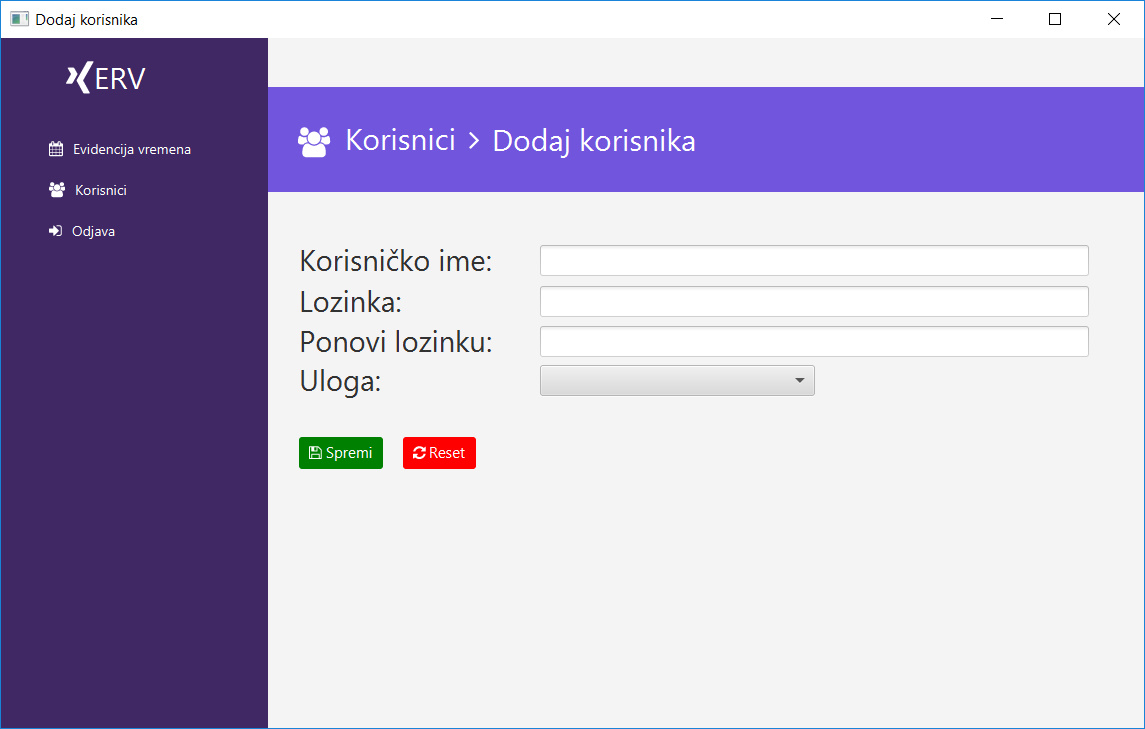 Dodaj korisnika
ERV
Evidencija vremena
Korisnici
Odjava
Korisnici > Dodaj korisnika
Korisničko ime:
Lozinka:
Ponovi lozinku:
Uloga:
Spremi Reset